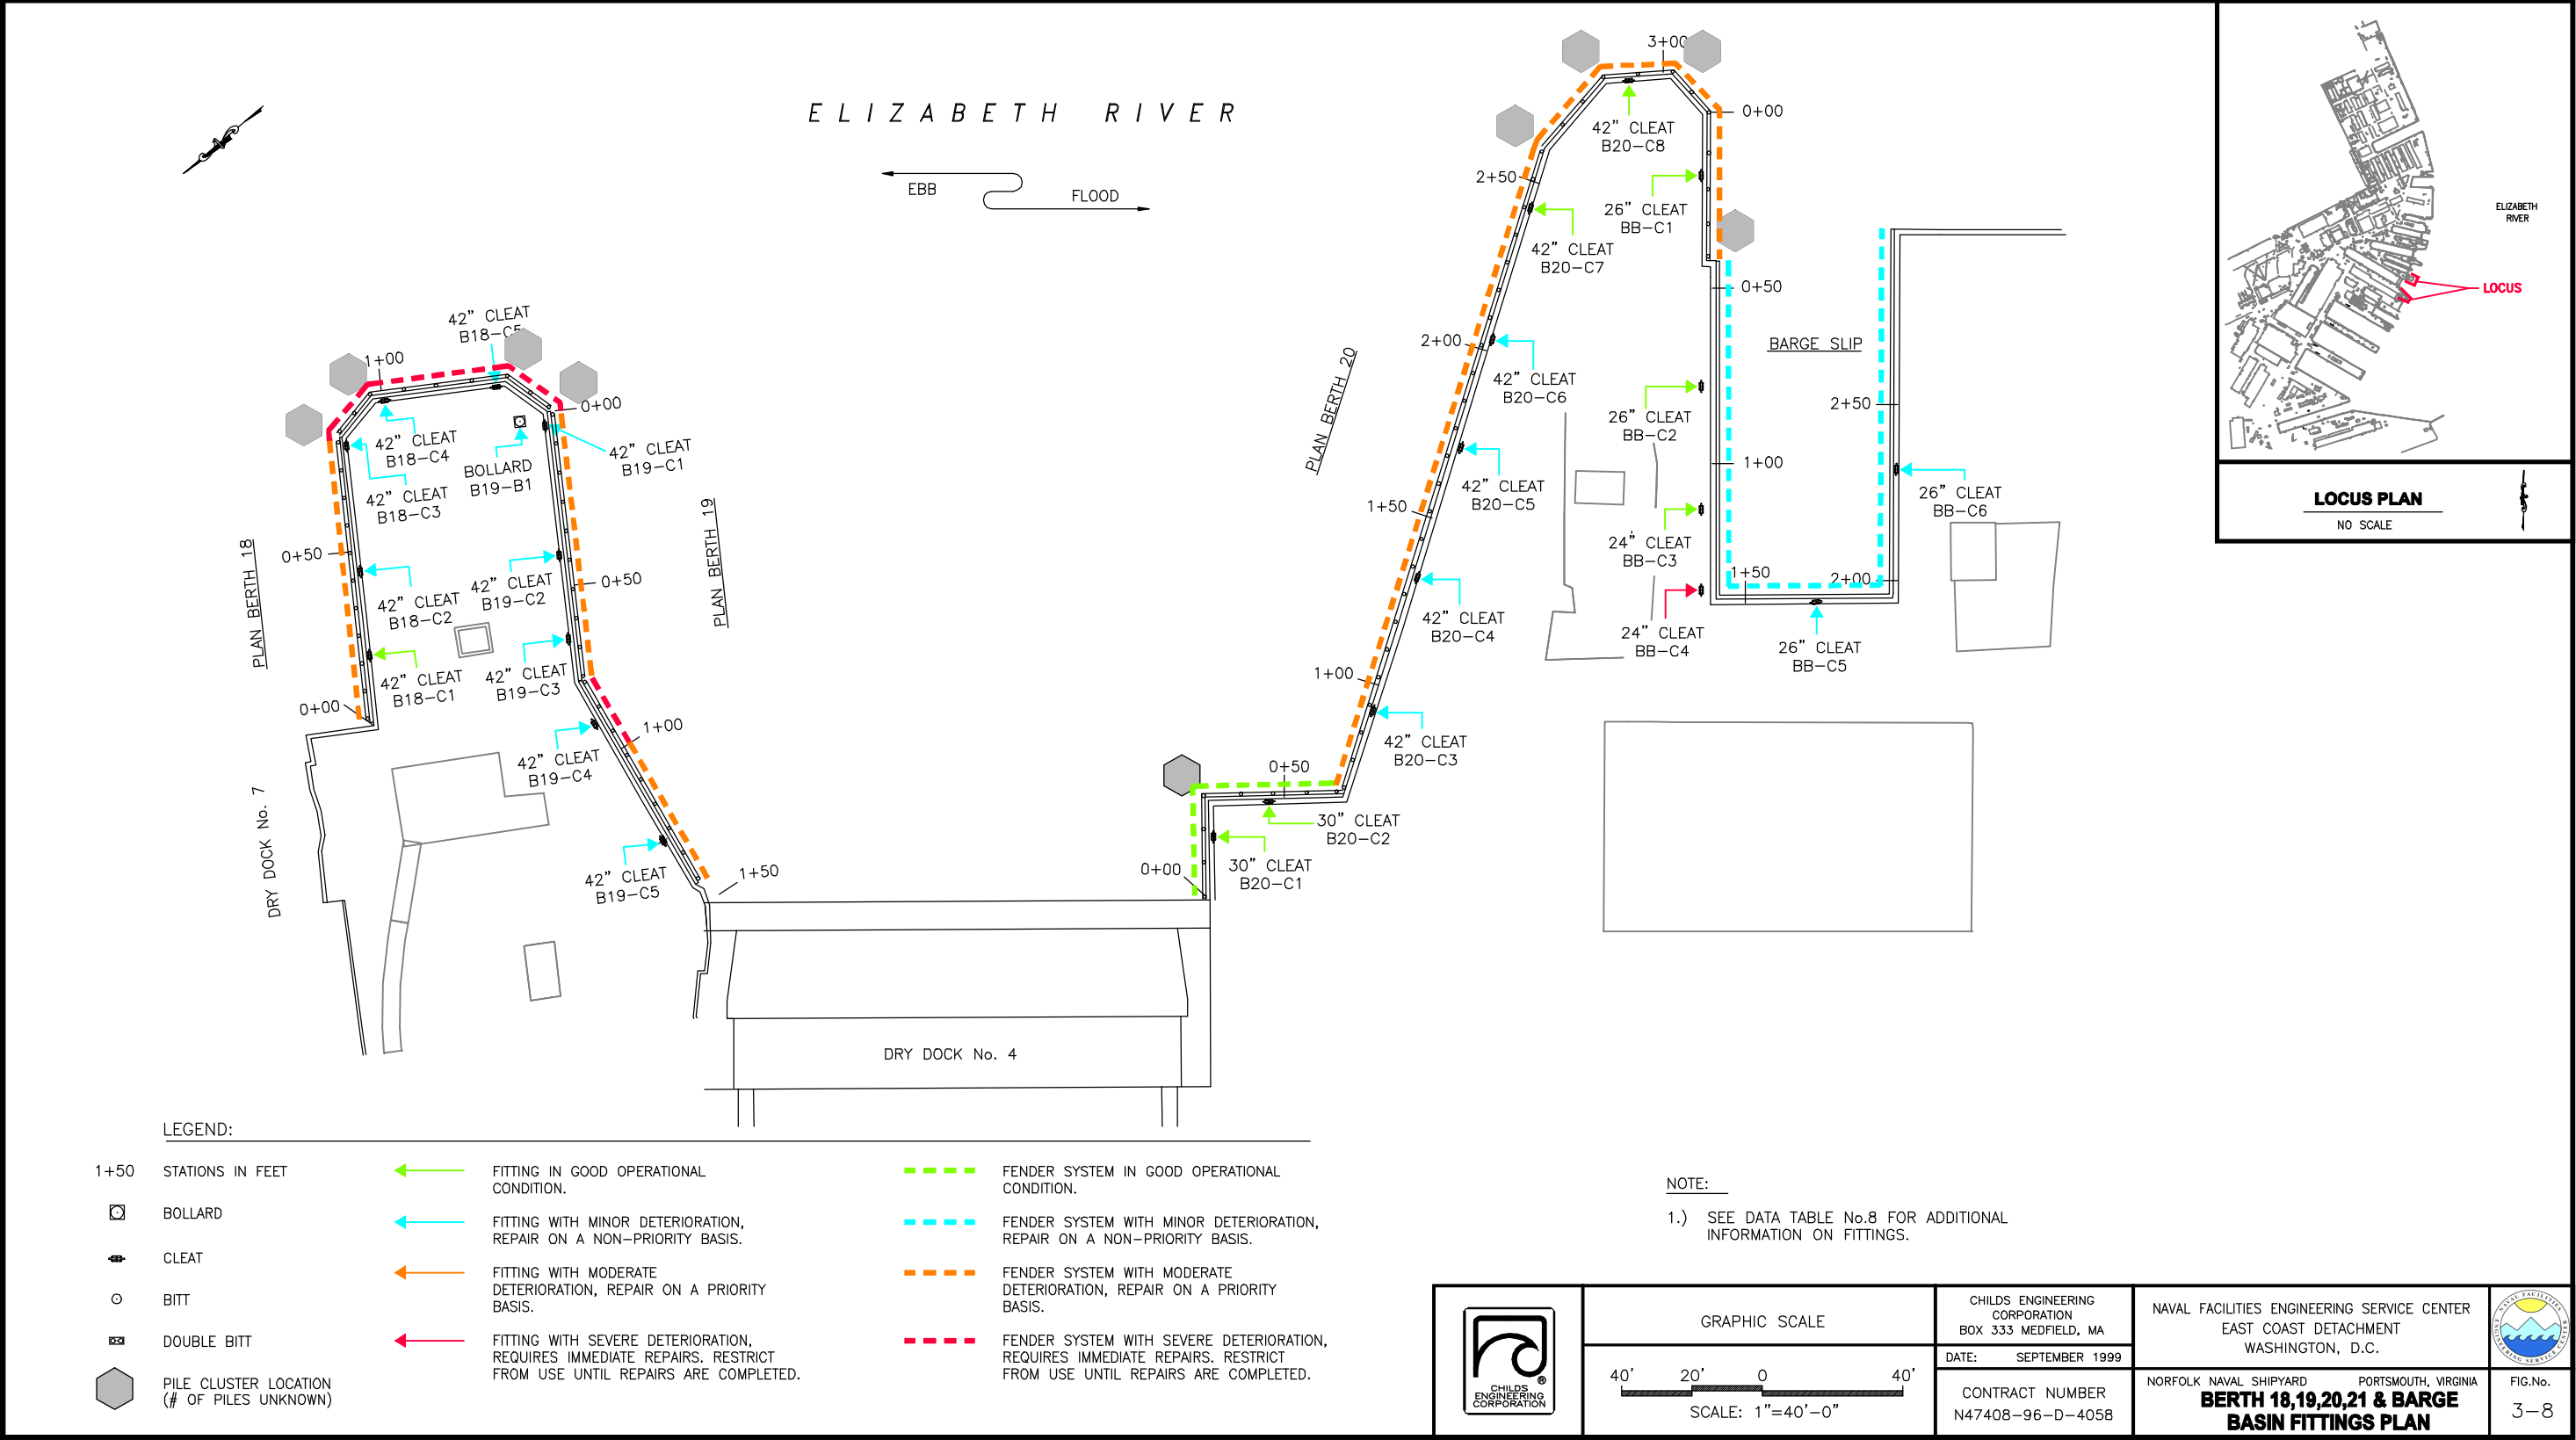 ELIZABETH RIVER
EBB
FLOOD
42" CLEAT
B18-C5
1+00
0+00
42" CLEAT
B18-C4
BOLLARD
B19-B1
42" CLEAT
B19-C1
42" CLEAT
B18-C3
0+50
PLAN BERTH 18
42" CLEAT
B18-C2
42" CLEAT
B19-C2
0+50
PLAN BERTH 19
42" CLEAT
B18-C1
42" CLEAT
B19-C3
0+00
1+00
42" CLEAT
B19-C4
DRY DOCK No. 7
42" CLEAT
B19-C5
1+50
DRY DOCK No. 4
3+00
0+00
42" CLEAT
B20-C8
2+50
26" CLEAT
BB-C1
42" CLEAT
B20-C7
0+50
2+00
BARGE SLIP
PLAN BERTH 20
42" CLEAT
B20-C6
26" CLEAT
BB-C2
2+50
1+00
42" CLEAT
B20-C5
26" CLEAT
BB-C6
1+50
24' CLEAT
BB-C3
1+50
2+00
42" CLEAT
B20-C4
24" CLEAT
BB-C4
26" CLEAT
BB-C5
1+00
42" CLEAT
B20-C3
0+50
30" CLEAT
B20-C2
0+00
30" CLEAT
B20-C1
ELIZABETH
RIVER
LOCUS
LOCUS PLAN
NO SCALE
LEGEND:
1+50 STATIONS IN FEET
BOLLARD
CLEAT
BITT
DOUBLE BITT
PILE CLUSTER LOCATION
(# OF PILES UNKNOWN)
FITTING IN GOOD OPERATIONAL
CONDITION.
FITTING WITH MINOR DETERIORATION,
REPAIR ON A NON-PRIORITY BASIS.
FITTING WITH MODERATE
DETERIORATION, REPAIR ON A PRIORITY
BASIS.
FITTING WITH SEVERE DETERIORATION,
REQUIRES IMMEDIATE REPAIRS. RESTRICT
FROM USE UNTIL REPAIRS ARE COMPLETED.
FENDER SYSTEM IN GOOD OPERATIONAL
CONDITION.
FENDER SYSTEM WITH MINOR DETERIORATION,
REPAIR ON A NON-PRIORITY BASIS.
FENDER SYSTEM WITH MODERATE
DETERIORATION, REPAIR ON A PRIORITY
BASIS.
FENDER SYSTEM WITH SEVERE DETERIORATION,
REQUIRES IMMEDIATE REPAIRS. RESTRICT
FROM USE UNTIL REPAIRS ARE COMPLETED.
NOTE:
1.) SEE DATA TABLE No.8 FOR ADDITIONAL
INFORMATION ON FITTINGS.
CHILDS
ENGINEERING
CORPORATION
®
GRAPHIC SCALE
40' 20' 0 40'
SCALE: 1"=40'-0"
CHILDS ENGINEERING
CORPORATION
BOX 333 MEDFIELD, MA
DATE: SEPTEMBER 1999
CONTRACT NUMBER
N47408-96-D-4058
NAVAL FACILITIES ENGINEERING SERVICE CENTER
EAST COAST DETACHMENT
WASHINGTON, D.C.
NORFOLK NAVAL SHIPYARD PORTSMOUTH, VIRGINIA
BERTH 18,19,20,21 & BARGE
BASIN FITTINGS PLAN
NAVAL FACILITIES
ENGINEERING SERVICE CENTER
FIG.No.
3-8